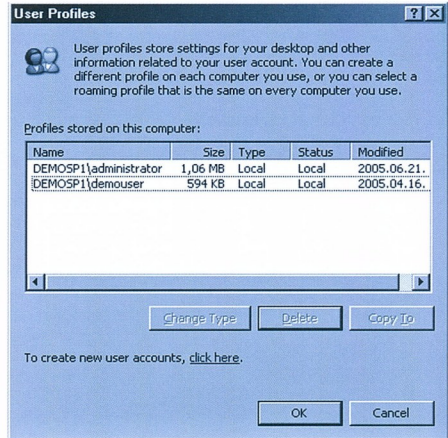 User Profiles
User profiles store settings for your desktop and other
information related to your user account. You can create a
different profile on each computer you use, or you can select a
roaming profile that is the same on every computer you use.
Profiles stored on this computer:
Name Size Type Status Modified
DEMOSP1\administrator 1,06 MB Local Local 2005.06.21.
DEMOSP1\demouser 594 KB Local Local 2005.04.16.
Change Type Delete Copy To
To create new user accounts, click here.
OK Cancel